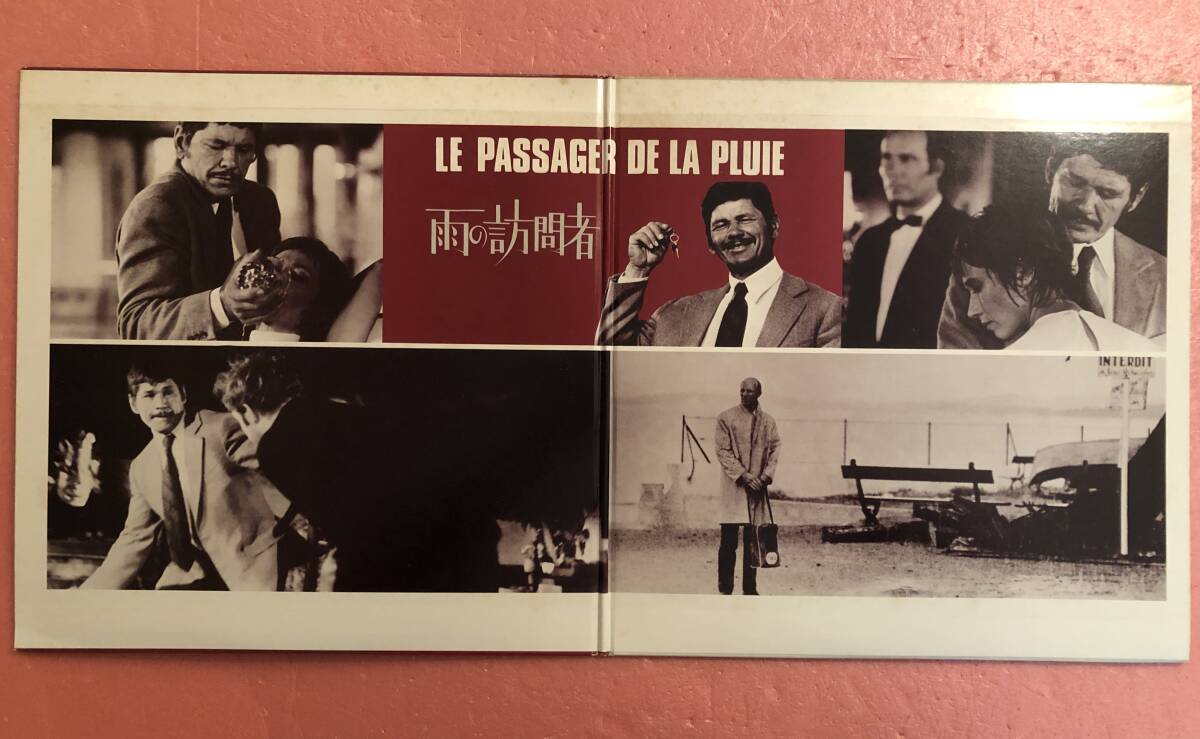 LE PASSAGER DE LA PLUIE
雨の訪問者
INTERDIT